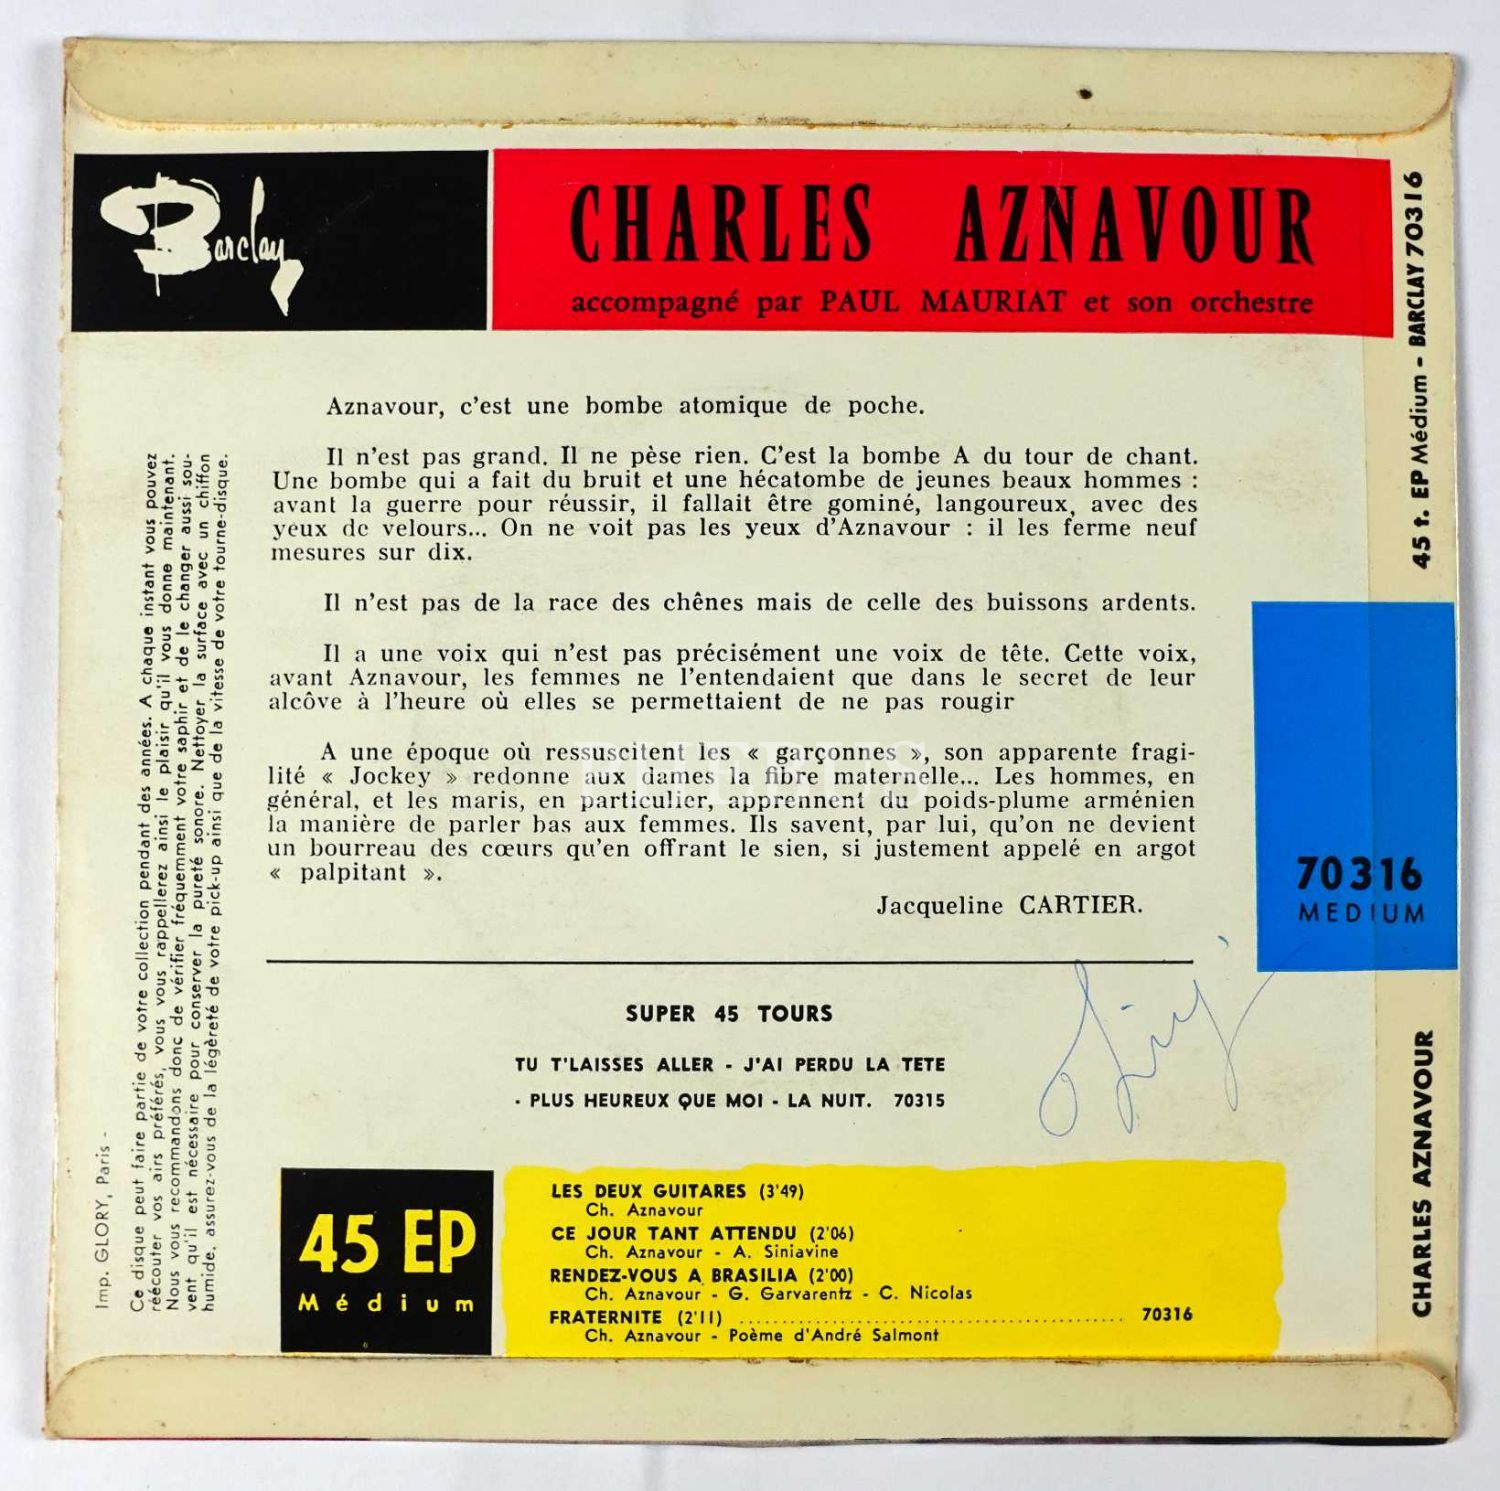 Barclay
CHARLES AZNAVOUR
accompagné par PAUL MAURIAT et son orchestre
45 t. EP Médium - BARCLAY 70316
Aznavour, c'est une bombe atomique de poche.
Il n'est pas grand. Il ne pèse rien. C'est la bombe A du tour de chant.
Une bombe qui a fait du bruit et une hécatombe de jeunes beaux hommes :
avant la guerre pour réussir, il fallait être gominé, langoureux, avec des
yeux de velours... On ne voit pas les yeux d'Aznavour : il les ferme neuf
mesures sur dix.
Il n'est pas de la race des chênes mais de celle des buissons ardents.
Il a une voix qui n'est pas précisément une voix de tête. Cette voix,
avant Aznavour, les femmes ne l'entendaient que dans le secret de leur
alcôve à l'heure où elles se permettaient de ne pas rougir
A une époque où ressuscitent les « garçonnes », son apparente fragi-
lité « Jockey » redonne aux dames la fibre maternelle... Les hommes, en
général, et les maris, en particulier, apprennent du poids-plume arménien
la manière de parler bas aux femmes. Ils savent, par lui, qu'on ne devient
un bourreau des cœurs qu'en offrant le sien, si justement appelé en argot
« palpitant ».
Jacqueline CARTIER.
70316
MEDIUM
SUPER 45 TOURS
TU T'LAISSES ALLER - J'AI PERDU LA TETE
- PLUS HEUREUX QUE MOI - LA NUIT. 70315
CHARLES AZNAVOUR
45 EP
Médium
LES DEUX GUITARES (3'49)
Ch. Aznavour
CE JOUR TANT ATTENDU (2'06)
Ch. Aznavour - A. Siniavine
RENDEZ-VOUS A BRASILIA (2'00)
Ch. Aznavour - G. Garvarentz - C. Nicolas
FRATERNITE (2'11) ........................................ 70316
Ch. Aznavour - Poème d'André Salmont
Imp. GLORY, Paris -
Ce disque peut faire partie de votre collection pendant des années. A chaque instant vous pouvez
réécouter vos airs préférés, vous vous rappellerez ainsi le plaisir qu'il vous donne maintenant.
Nous vous recommandons donc de vérifier fréquemment votre saphir et de le changer aussi sou-
vent qu'il est nécessaire pour conserver la pureté sonore. Nettoyer la surface avec un chiffon
humide, assurez-vous de la légèreté de votre pick-up ainsi que de la vitesse de votre tourne-disque.